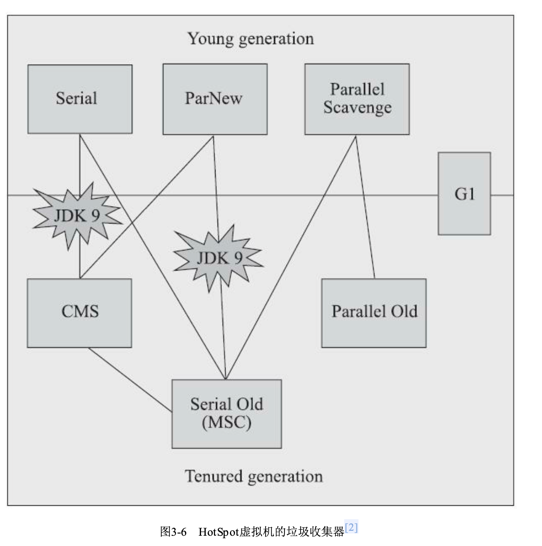 Young generation
Serial
ParNew
Parallel
Scavenge
G1
JDK 9
JDK 9
CMS
Parallel Old
Serial Old
(MSC)
Tenured generation
图3-6 HotSpot虚拟机的垃圾收集器[2]